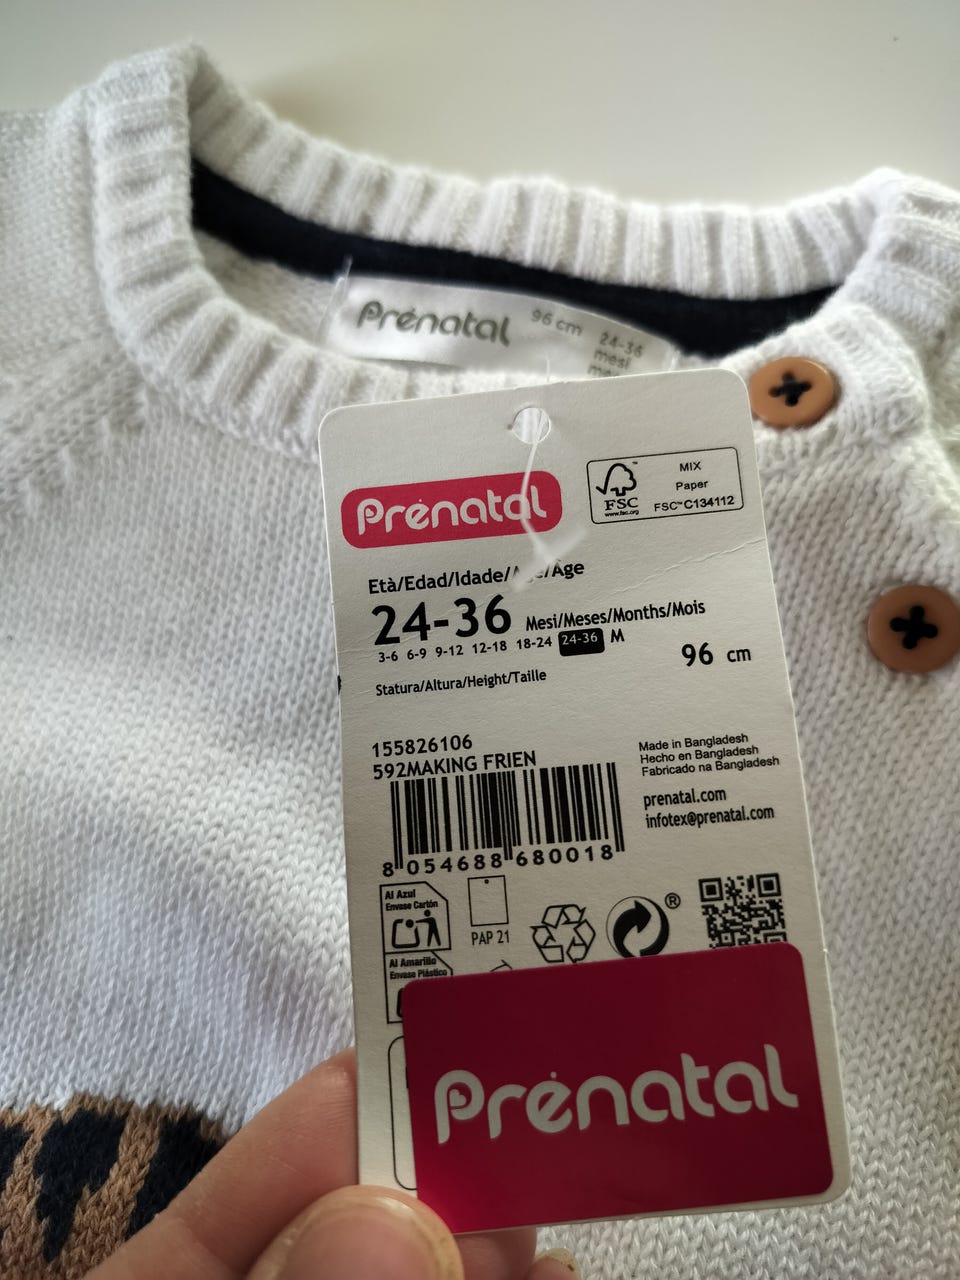 Prénatal
96 cm
24-36
mesi
Prénatal
FSC
www.fsc.org
MIX
Paper
FSC™ C134112
Età/Edad/Idade/ /Age
24-36 Mesi/Meses/Months/Mois
3-6 6-9 9-12 12-18 18-24 24-36 M
96 cm
Statura/Altura/Height/Taille
155826106
592MAKING FRIEN
8 054688 680018
Made in Bangladesh
Hecho en Bangladesh
Fabricado na Bangladesh
prenatal.com
infotex@prenatal.com
Al Azul
Envase Cartón
PAP 21
®
Al Amarillo
Envase Plástico
Prénatal